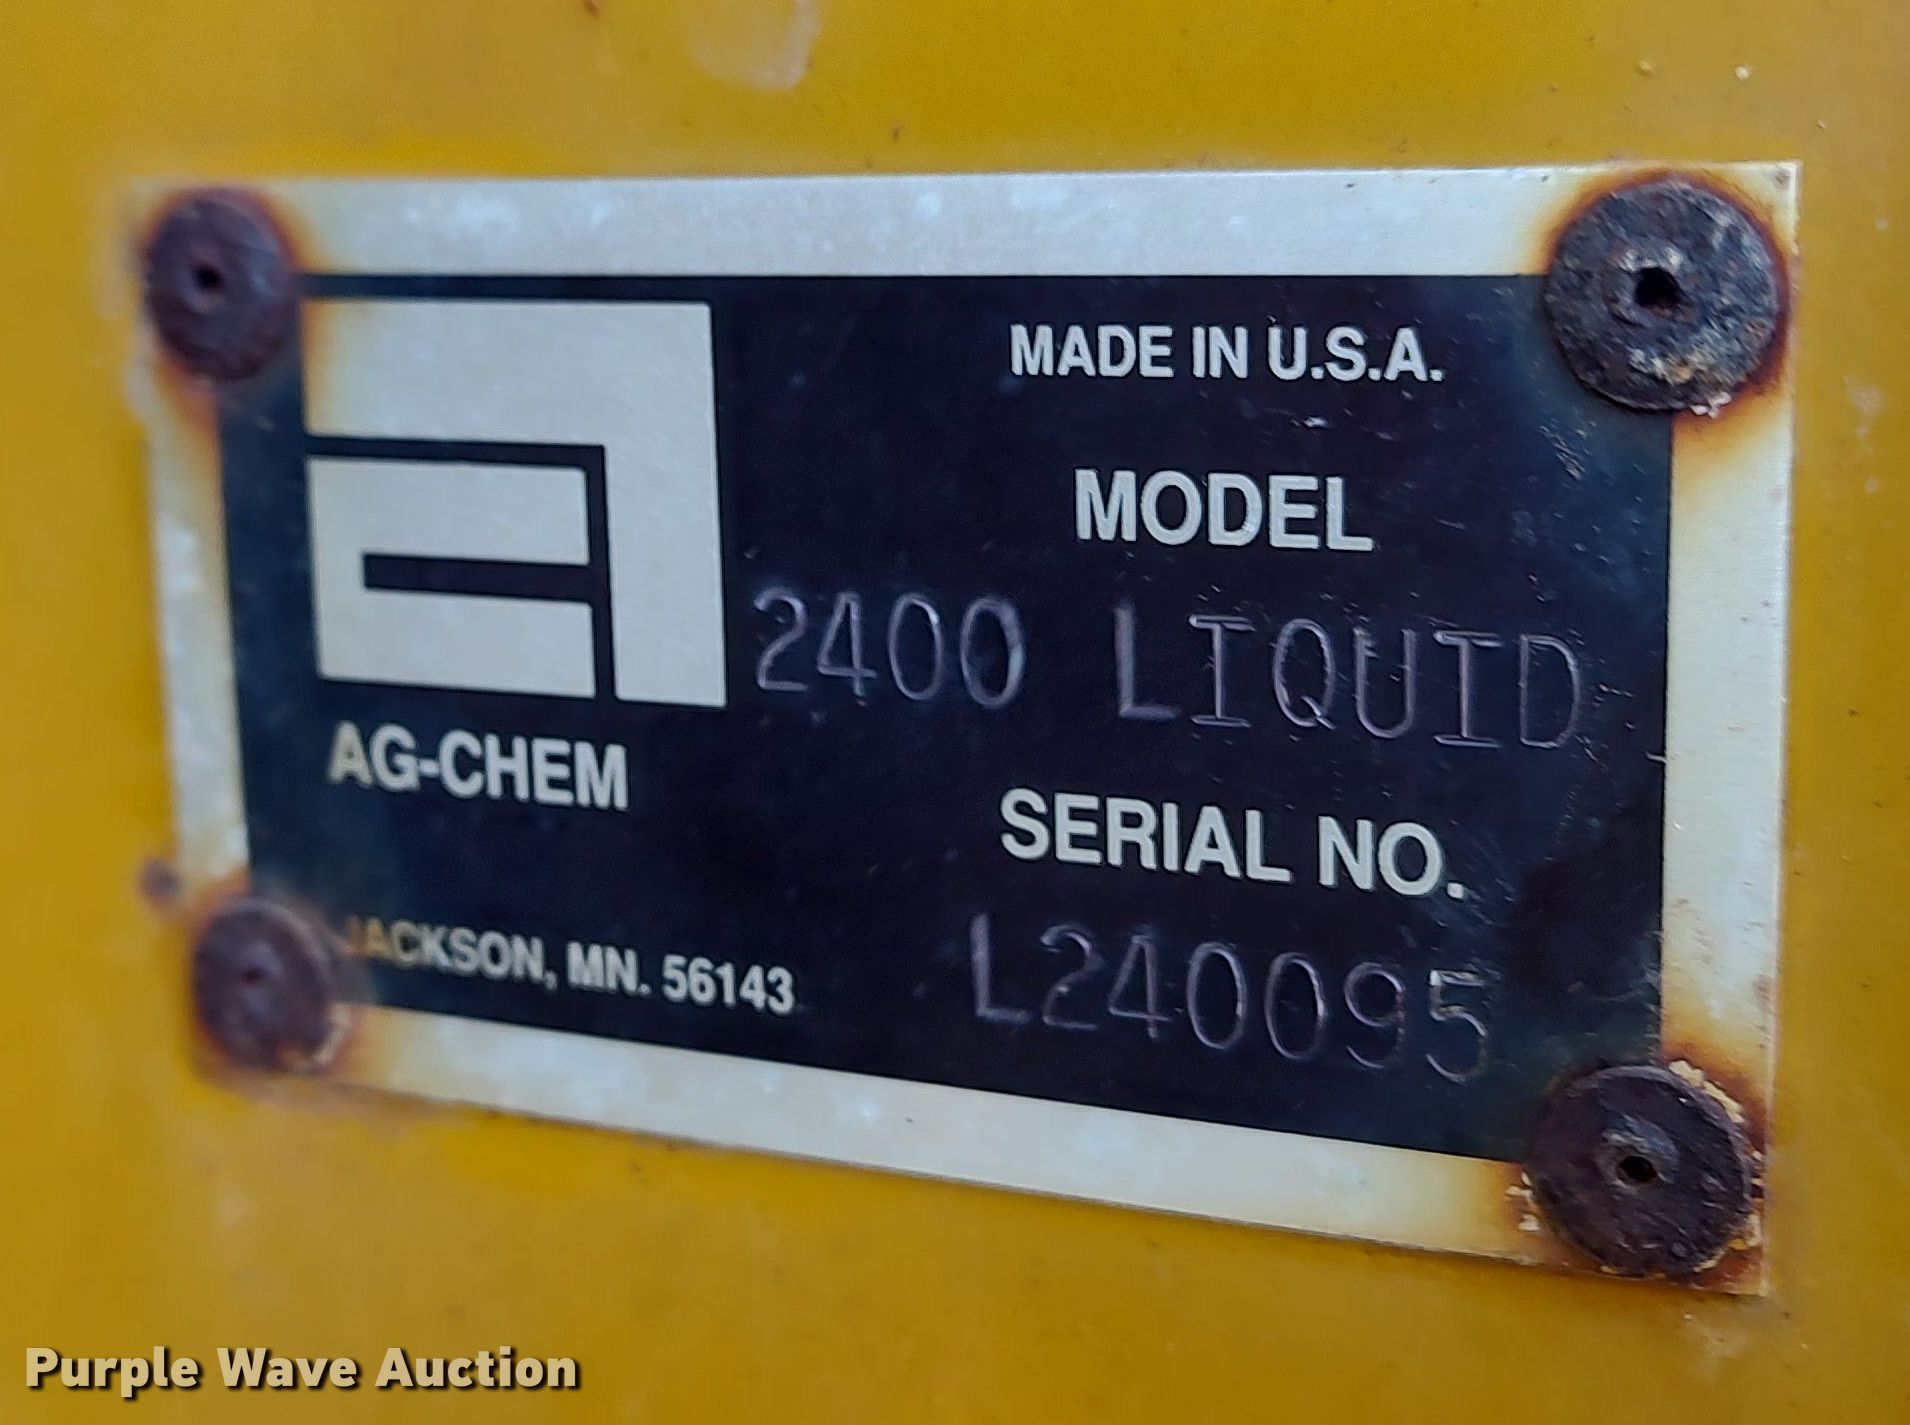 MADE IN U.S.A.
MODEL
2400 LIQUID
AG-CHEM
SERIAL NO.
JACKSON, MN. 56143
L240095
Purple Wave Auction